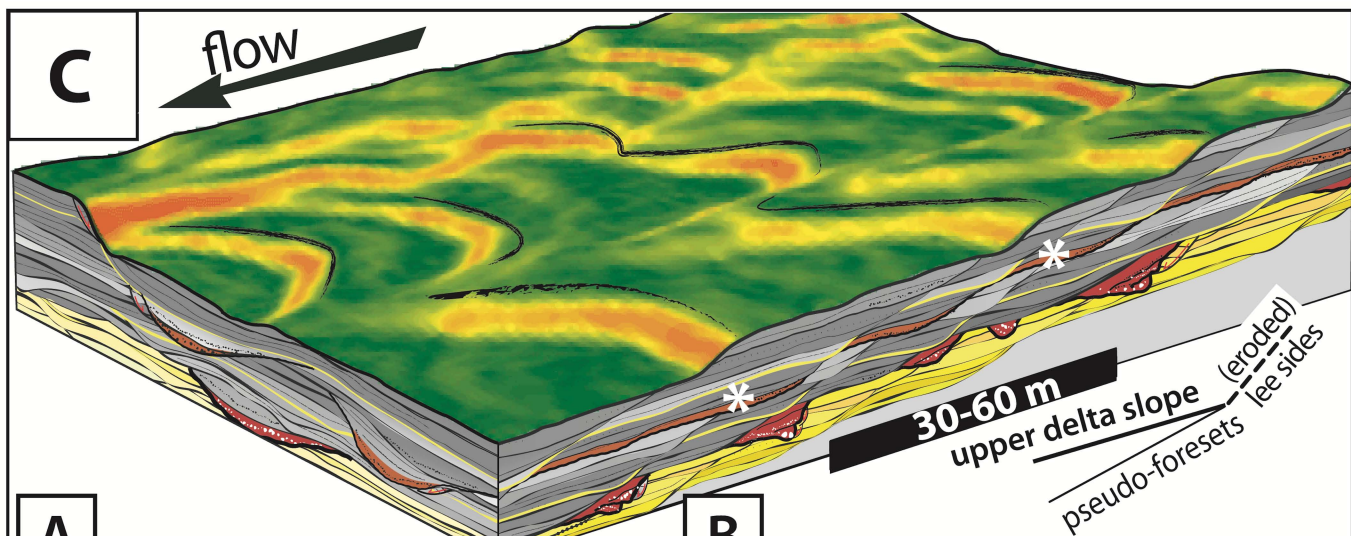 C
flow
*
*
30-60 m
upper delta slope
(eroded)
lee sides
pseudo-foresets
A
B